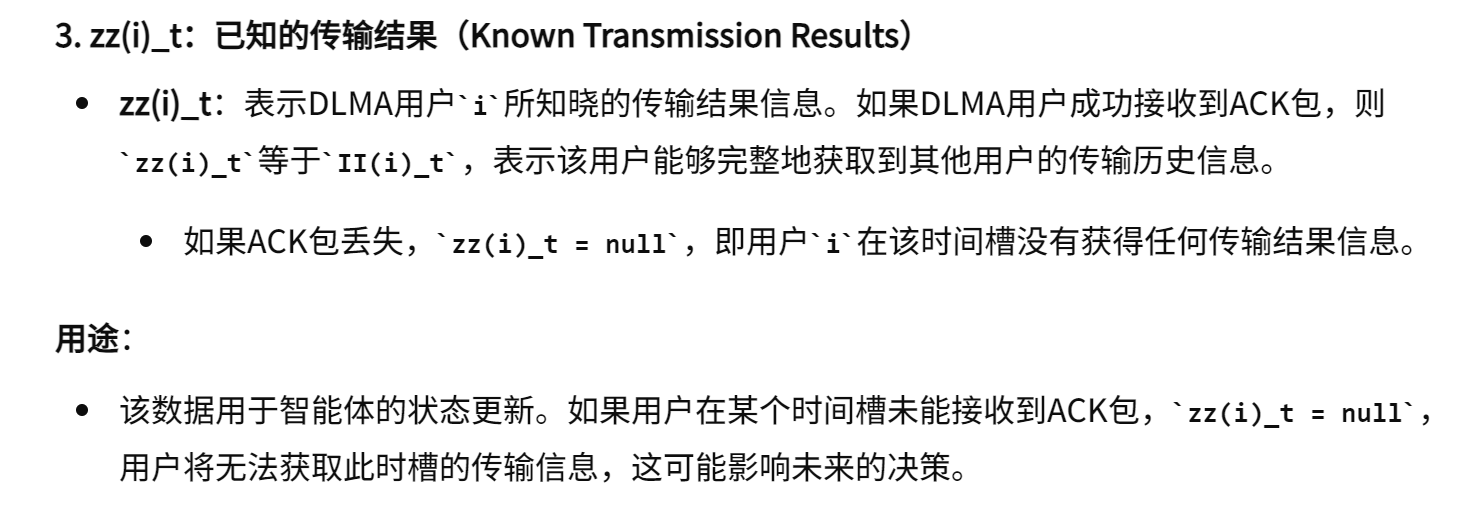 3. zz(i)_t：已知的传输结果（Known Transmission Results）
zz(i)_t：表示DLMA用户`i`所知晓的传输结果信息。如果DLMA用户成功接收到ACK包，则
`zz(i)_t`等于`II(i)_t`，表示该用户能够完整地获取到其他用户的传输历史信息。
如果ACK包丢失，`zz(i)_t = null`，即用户`i`在该时间槽没有获得任何传输结果信息。
用途：
该数据用于智能体的状态更新。如果用户在某个时间槽未能接收到ACK包，`zz(i)_t = null`，
用户将无法获取此时槽的传输信息，这可能影响未来的决策。